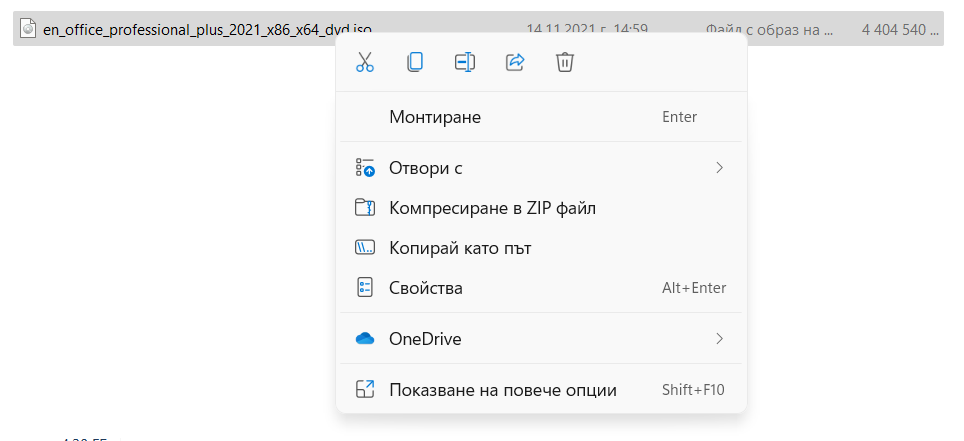 en_office_professional_plus_2021_x86_x64_dvd.iso 14.11.2021 г. 14:59 Файл с образ на ... 4 404 540 ...
Монтиране Enter
Отвори с
Компресиране в ZIP файл
Копирай като път
Свойства Alt+Enter
OneDrive
Показване на повече опции Shift+F10